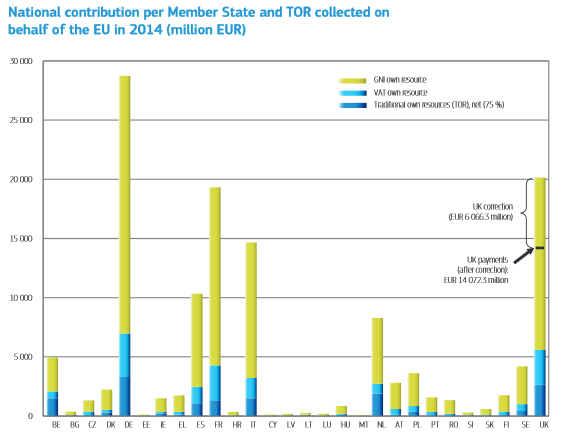 National contribution per Member State and TOR collected on
behalf of the EU in 2014 (million EUR)
30 000
25 000
20 000
15 000
10 000
5 000
0
GNI own resource
VAT own resource
Traditional own resources (TOR), net (75 %)
UK correction
(EUR 6 066.3 million)
UK payments
(after correction):
EUR 14 072.3 million
BE BG CZ DK DE EE IE EL ES FR HR IT CY LV LT LU HU MT NL AT PL PT RO SI SK FI SE UK